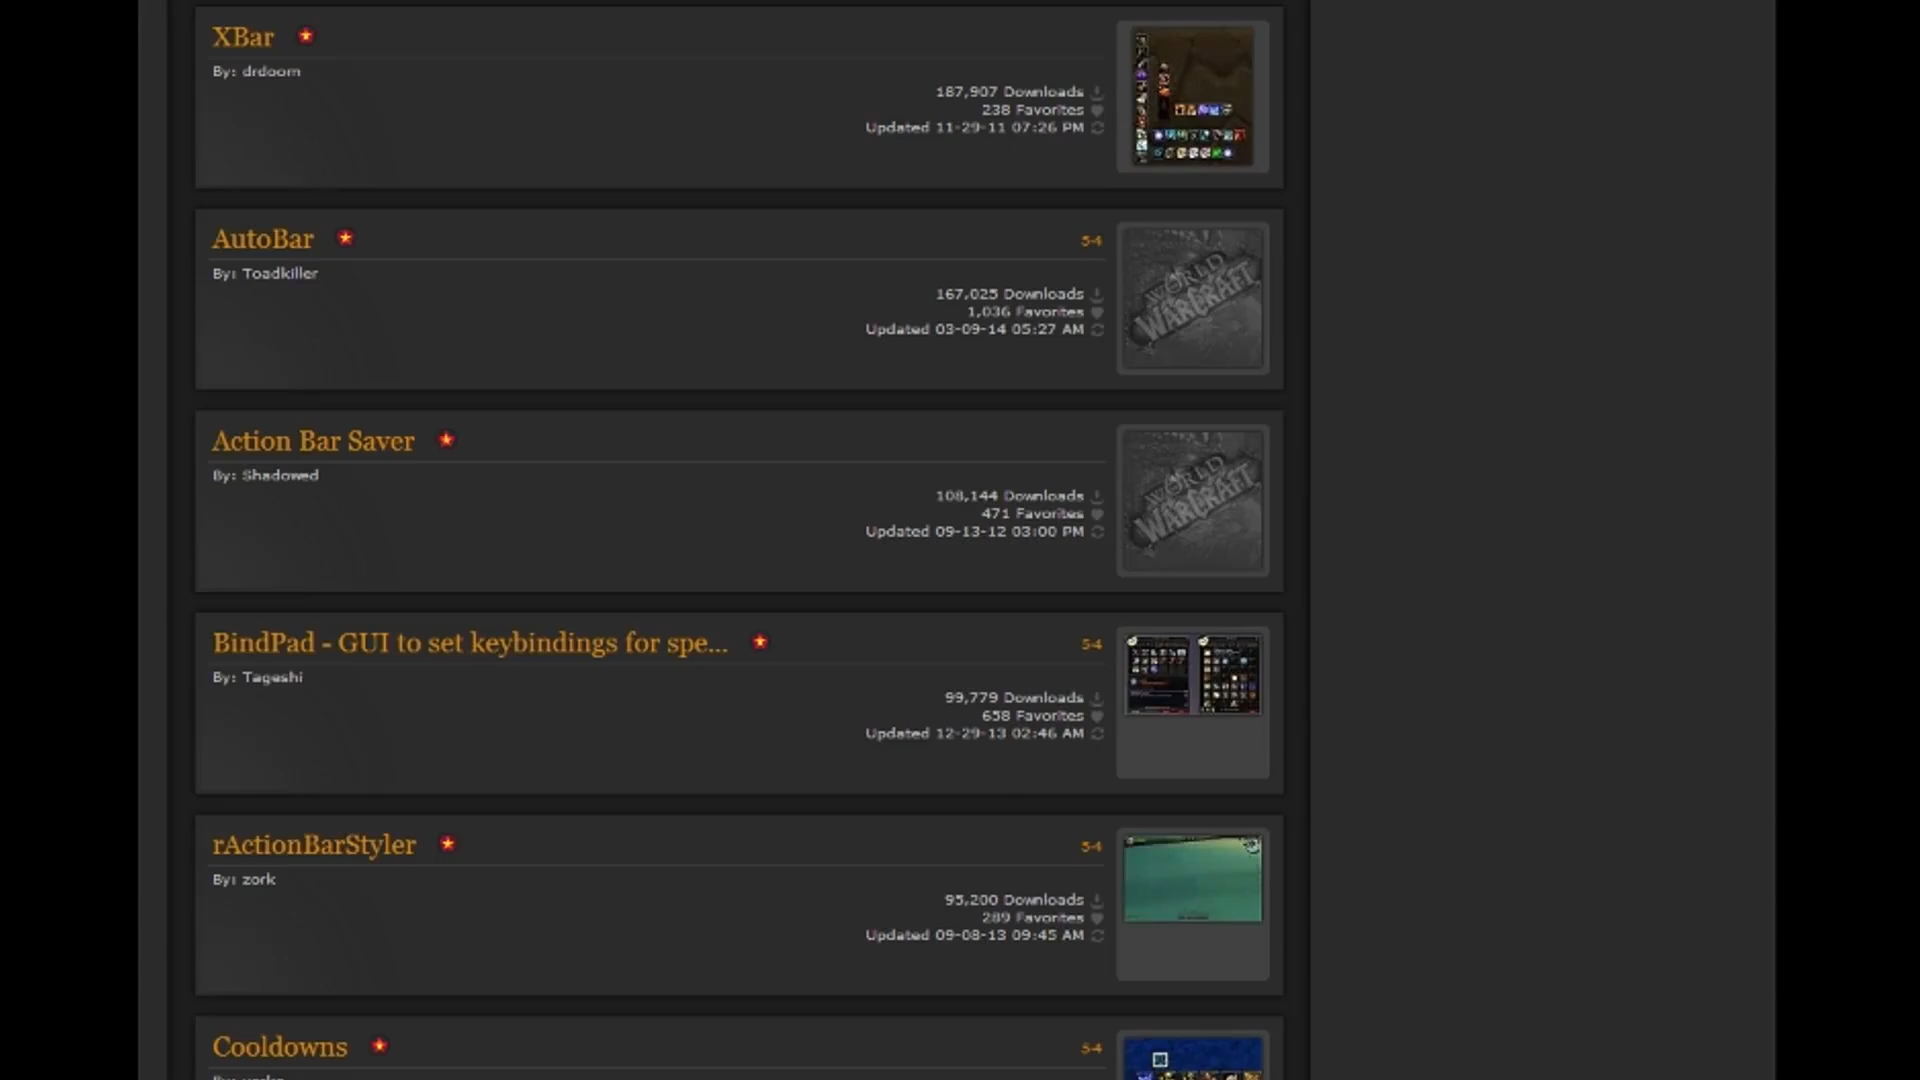 XBar
By: drdoom
187,907 Downloads
238 Favorites
Updated 11-29-11 07:26 PM
AutoBar
5-4
By: Toadkiller
167,025 Downloads
1,036 Favorites
Updated 03-09-14 05:27 AM
WORLD
WARCRAFT
Action Bar Saver
By: Shadowed
108,144 Downloads
471 Favorites
Updated 09-13-12 03:00 PM
WORLD
WARCRAFT
BindPad - GUI to set keybindings for spe...
5-4
By: Tageshi
99,779 Downloads
658 Favorites
Updated 12-29-13 02:46 AM
rActionBarStyler
5-4
By: zork
95,200 Downloads
289 Favorites
Updated 09-08-13 09:45 AM
Cooldowns
5-4